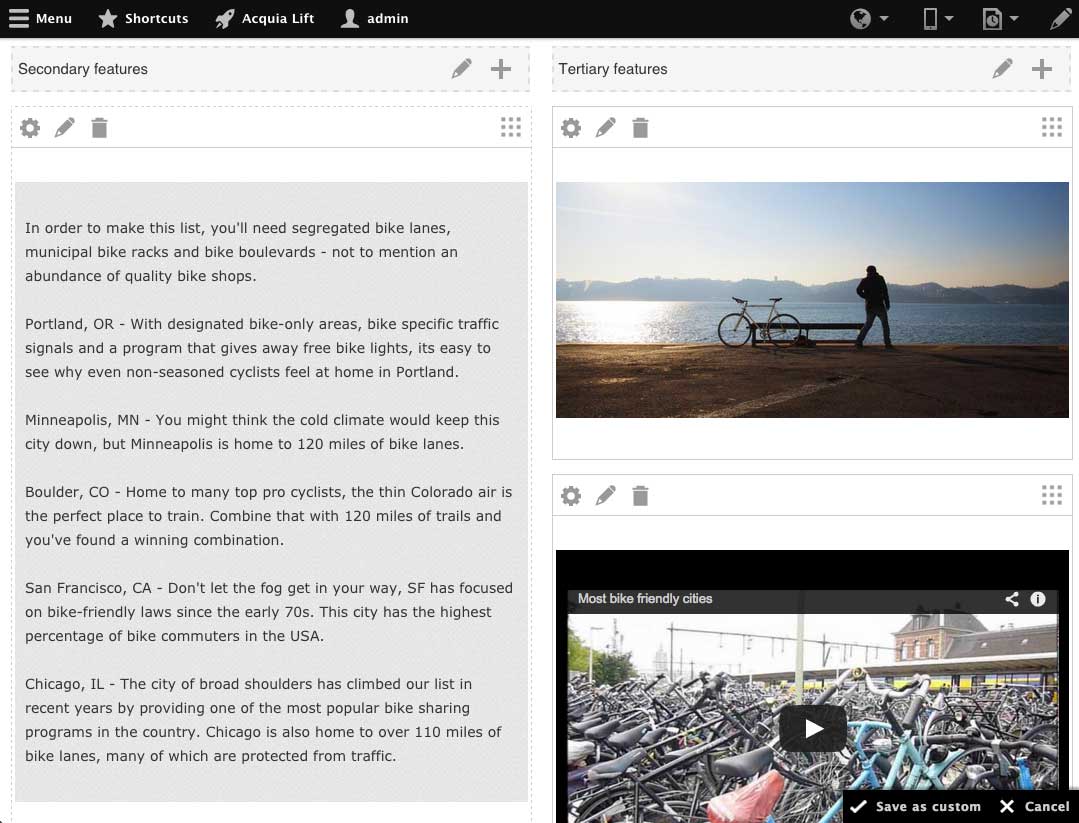 Menu Shortcuts Acquia Lift admin
Secondary features
In order to make this list, you'll need segregated bike lanes,
municipal bike racks and bike boulevards - not to mention an
abundance of quality bike shops.
Portland, OR - With designated bike-only areas, bike specific traffic
signals and a program that gives away free bike lights, its easy to
see why even non-seasoned cyclists feel at home in Portland.
Minneapolis, MN - You might think the cold climate would keep this
city down, but Minneapolis is home to 120 miles of bike lanes.
Boulder, CO - Home to many top pro cyclists, the thin Colorado air is
the perfect place to train. Combine that with 120 miles of trails and
you've found a winning combination.
San Francisco, CA - Don't let the fog get in your way, SF has focused
on bike-friendly laws since the early 70s. This city has the highest
percentage of bike commuters in the USA.
Chicago, IL - The city of broad shoulders has climbed our list in
recent years by providing one of the most popular bike sharing
programs in the country. Chicago is also home to over 110 miles of
bike lanes, many of which are protected from traffic.
Tertiary features
Most bike friendly cities
Save as custom Cancel